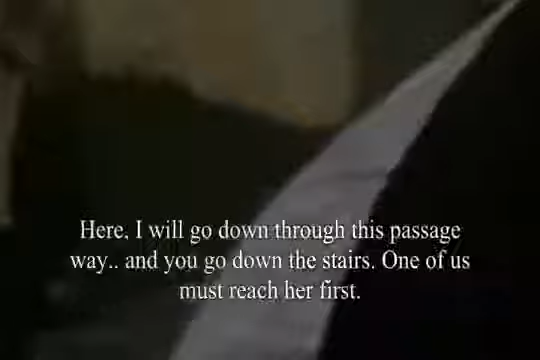 Here, I will go down through this passage
way.. and you go down the stairs. One of us
must reach her first.